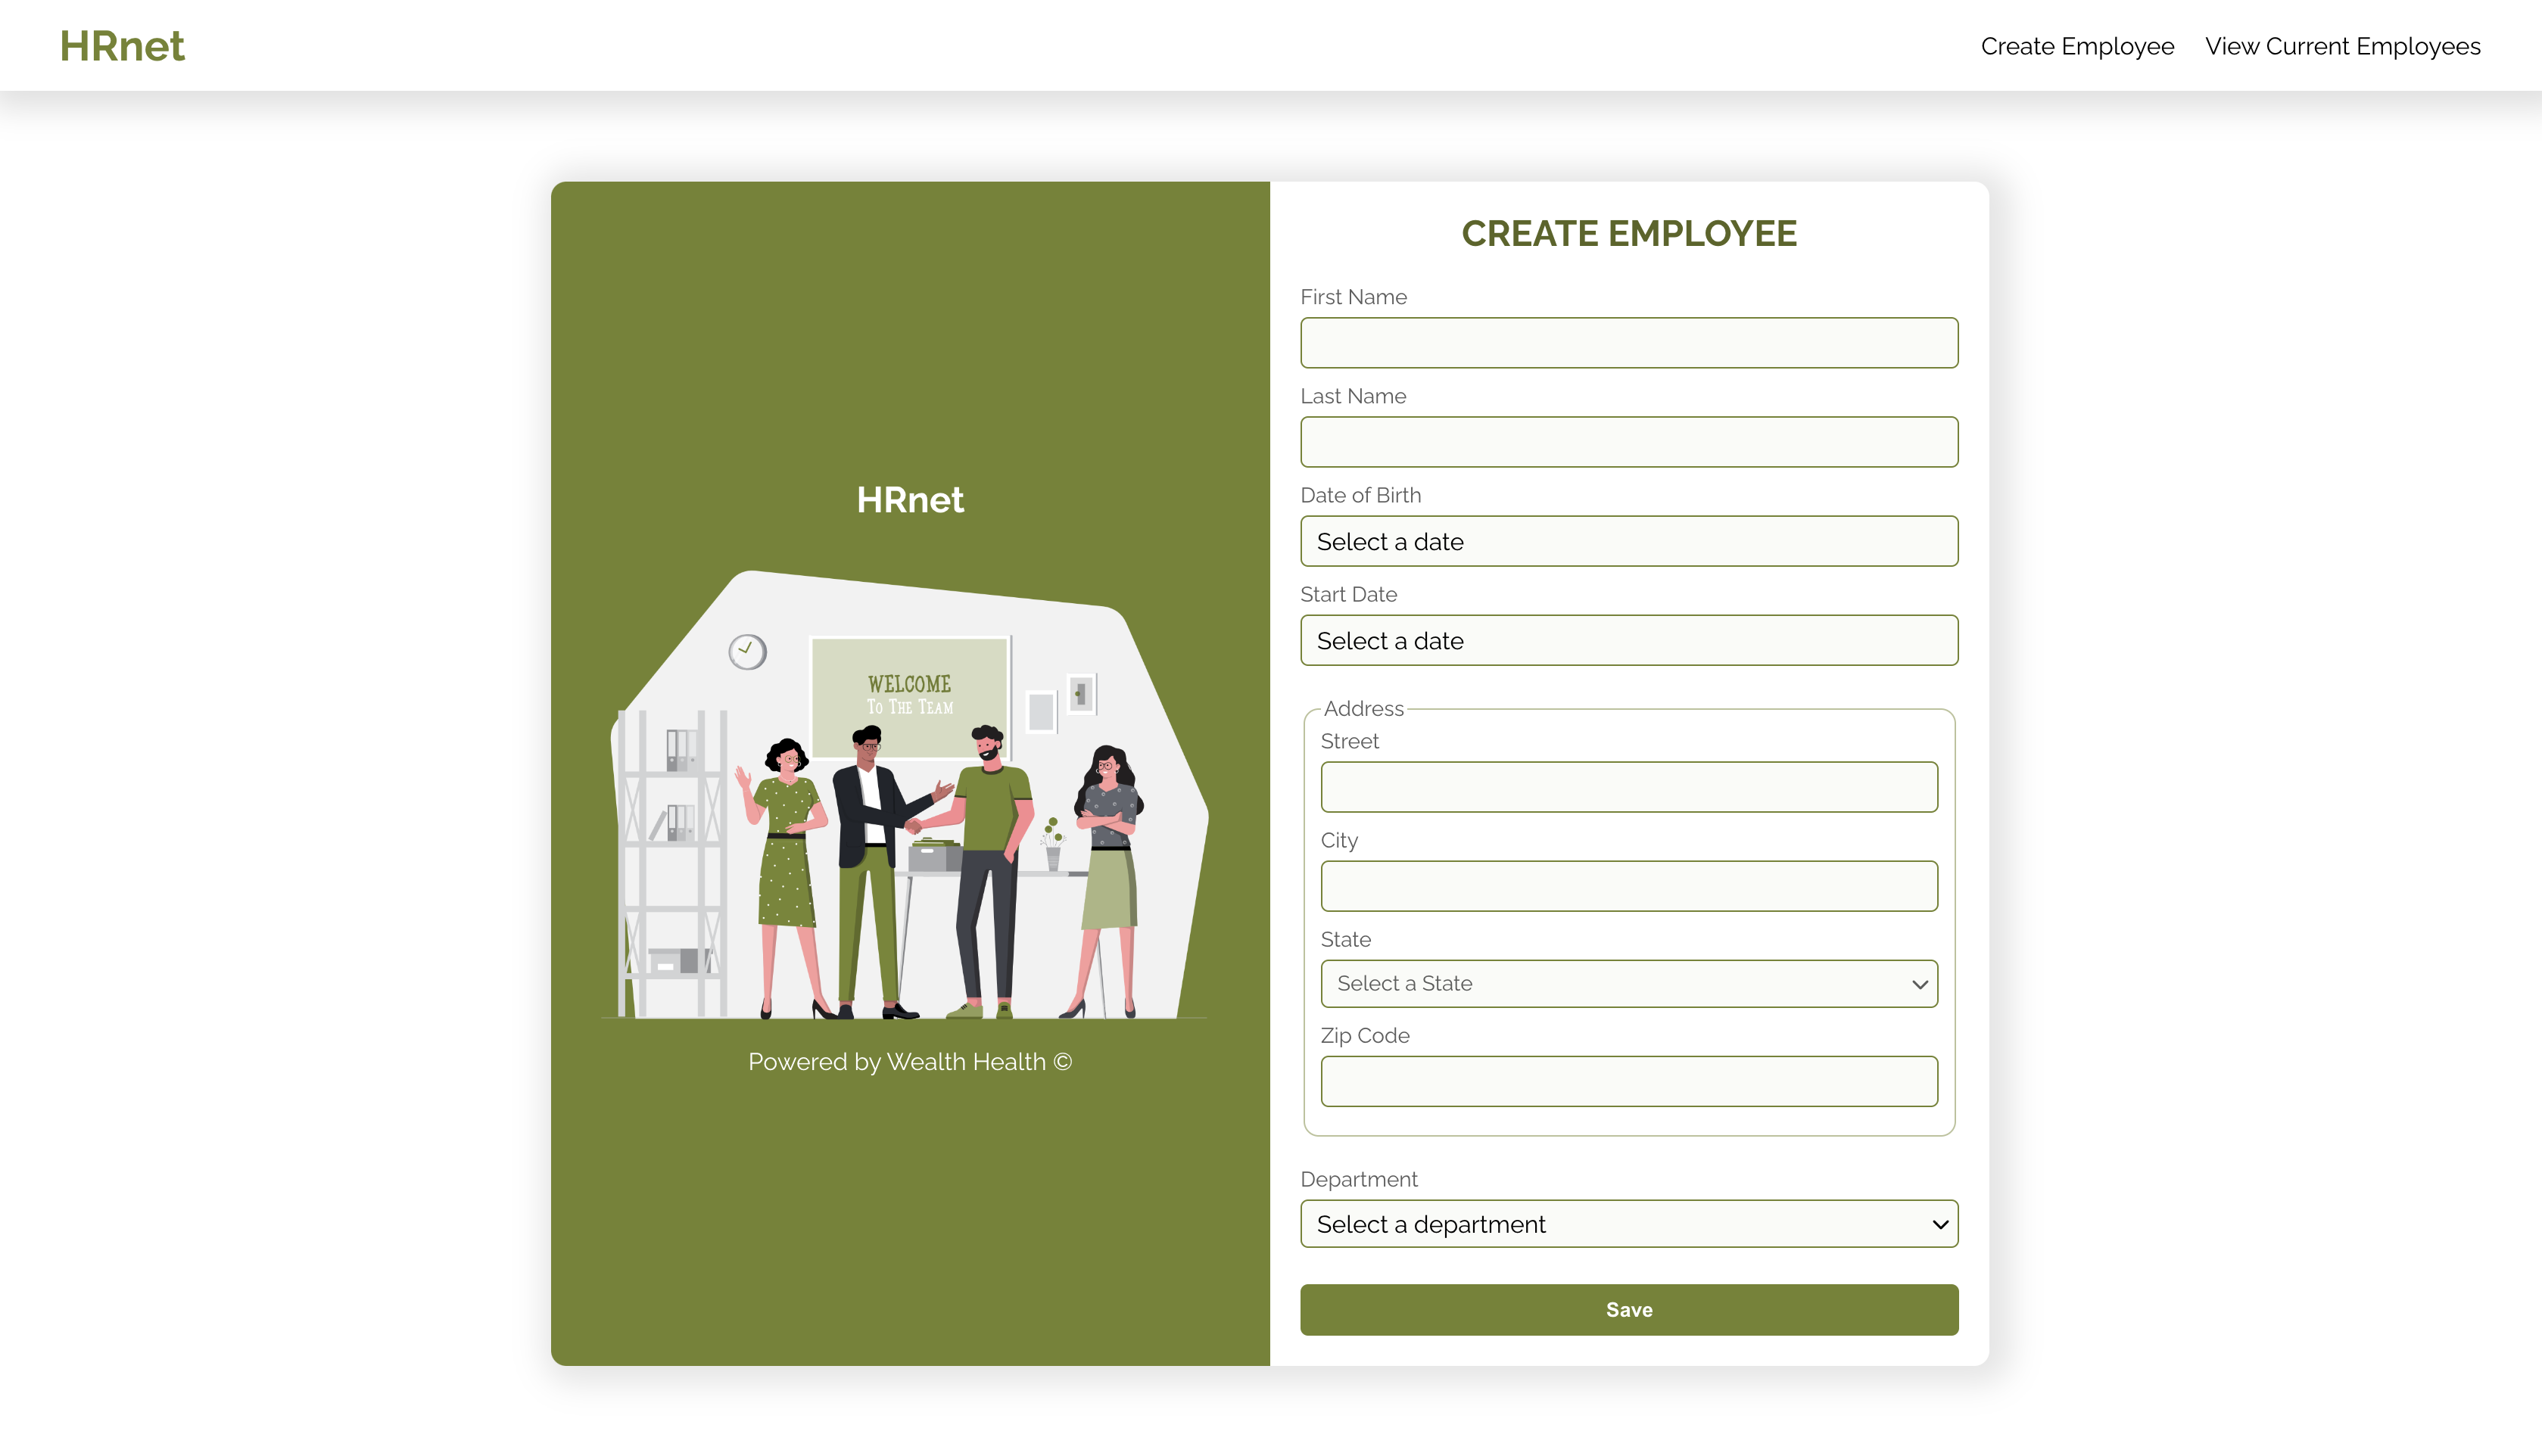 HRnet
Create Employee
View Current Employees
HRnet
WELCOME
To The Team
Powered by Wealth Health ©
CREATE EMPLOYEE
First Name
Last Name
Date of Birth
Select a date
Start Date
Select a date
Address
Street
City
State
Select a State
Zip Code
Department
Select a department
Save